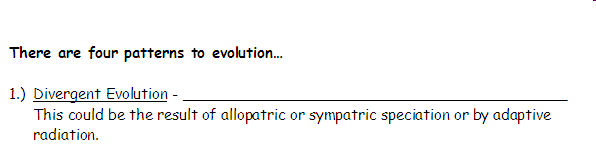 There are four patterns to evolution...
1.) Divergent Evolution - ________________________________________
This could be the result of allopatric or sympatric speciation or by adaptive
radiation.